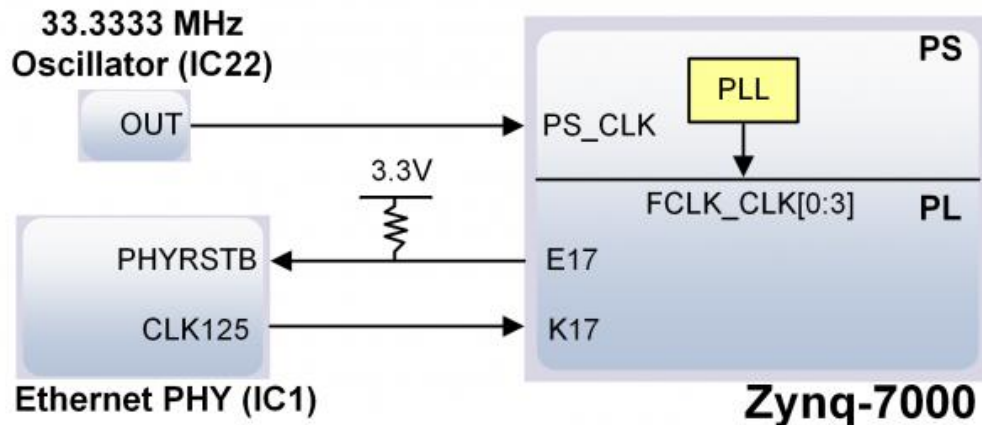 33.3333 MHz
Oscillator (IC22)
OUT
PS
PLL
PS_CLK
3.3V
FCLK_CLK[0:3]
PL
PHYRSTB
E17
CLK125
K17
Ethernet PHY (IC1)
Zynq-7000